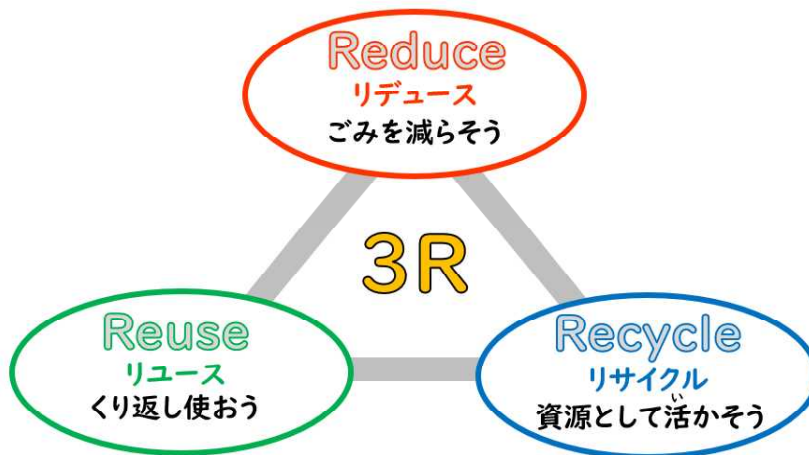 Reduce
リデュース
ごみを減らそう
3R
Reuse
リユース
くり返し使おう
Recycle
リサイクル
い
資源として活かそう